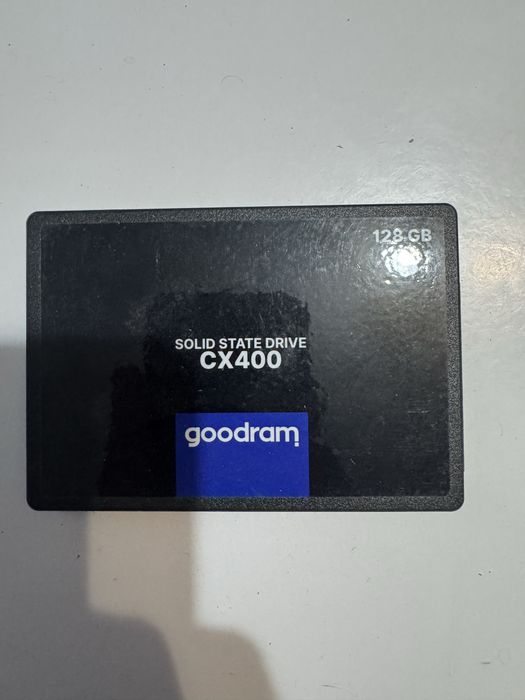 128 GB
SOLID STATE DRIVE
CX400
goodram